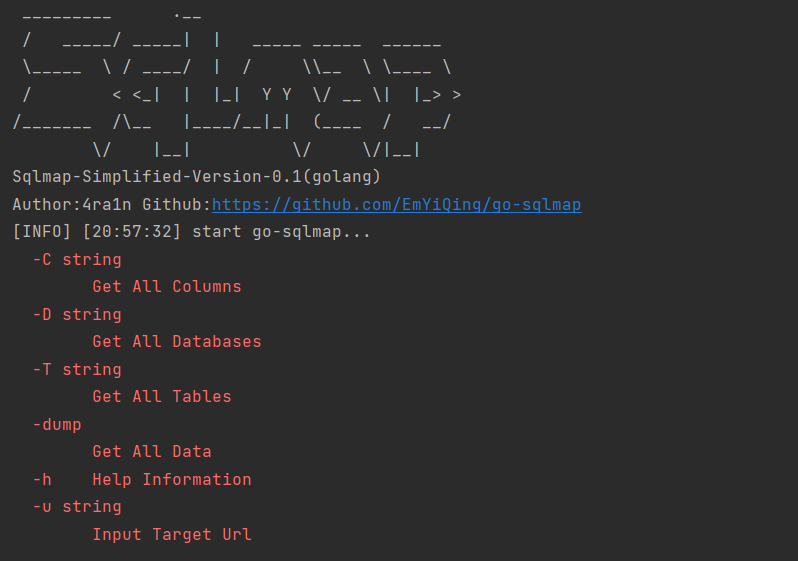 _________      .__
 /   _____/ _____|  |   _____ _____  ______
 \_____  \ / ____/  |  /     \\__  \ \____ \
 /        < <_|  |  |_|  Y Y  \/ __ \|  |_> >
/_______  /\__   |____/__|_|  (____  /   __/
        \/    |__|          \/     \/|__|
Sqlmap-Simplified-Version-0.1(golang)
Author:4ra1n Github:https://github.com/EmYiQing/go-sqlmap
[INFO] [20:57:32] start go-sqlmap...
  -C string
        Get All Columns
  -D string
        Get All Databases
  -T string
        Get All Tables
  -dump
        Get All Data
  -h    Help Information
  -u string
        Input Target Url